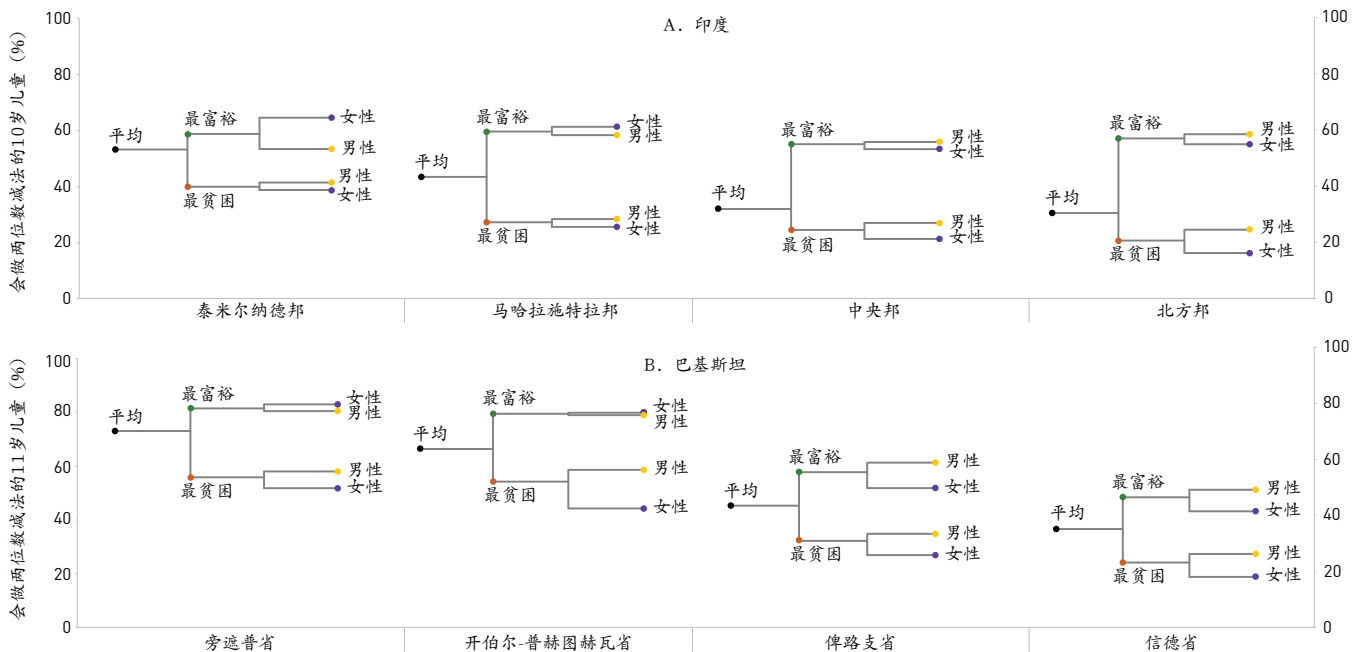 A. 印度
会做两位数减法的10岁儿童（%）
100
80
60
40
20
0
平均
最富裕
女性
男性
最贫困
男性
女性
平均
最富裕
女性
男性
最贫困
男性
女性
平均
最富裕
男性
女性
最贫困
男性
女性
平均
最富裕
男性
女性
最贫困
男性
女性
100
80
60
40
20
0
泰米尔纳德邦
马哈拉施特拉邦
中央邦
北方邦
B. 巴基斯坦
会做两位数减法的11岁儿童（%）
100
80
60
40
20
0
平均
最富裕
女性
男性
最贫困
男性
女性
平均
最富裕
女性
男性
最贫困
男性
女性
平均
最富裕
男性
女性
最贫困
男性
女性
平均
最富裕
男性
女性
最贫困
男性
女性
100
80
60
40
20
0
旁遮普省
开伯尔-普赫图赫瓦省
俾路支省
信德省